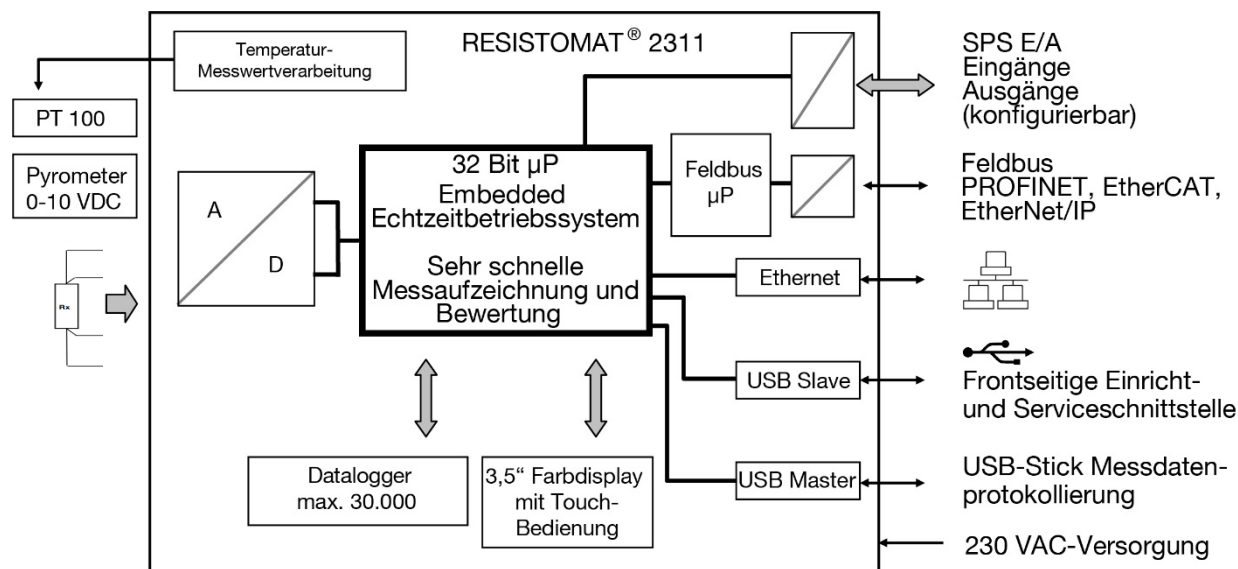 RESISTOMAT® 2311
Temperatur-
Messwertverarbeitung
PT 100
Pyrometer
0-10 VDC
Rx
A
D
32 Bit µP
Embedded
Echtzeitbetriebssystem
Sehr schnelle
Messaufzeichnung und
Bewertung
Feldbus
µP
Ethernet
USB Slave
USB Master
Datalogger
max. 30.000
3,5“ Farbdisplay
mit Touch-
Bedienung
SPS E/A
Eingänge
Ausgänge
(konfigurierbar)
Feldbus
PROFINET, EtherCAT,
EtherNet/IP
Frontseitige Einricht-
und Serviceschnittstelle
USB-Stick Messdaten-
protokollierung
230 VAC-Versorgung